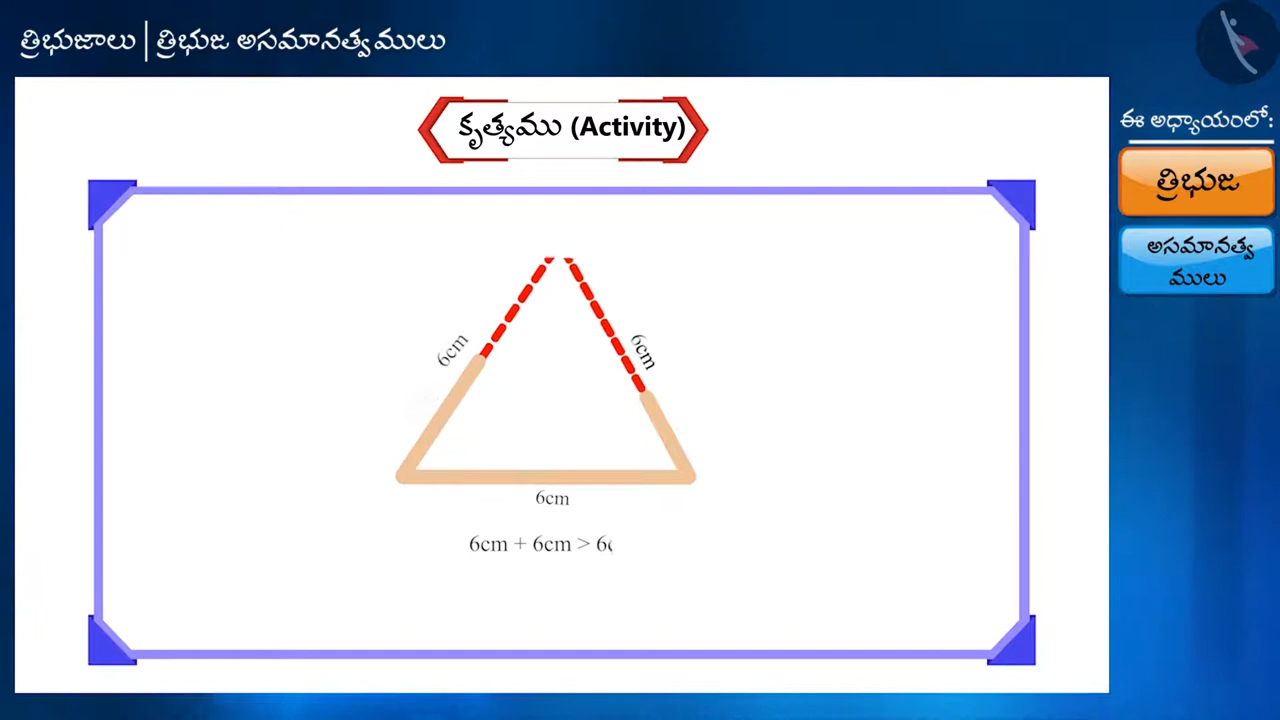 త్రిభుజాలు | త్రిభుజ అసమానత్వములు
కృత్యము (Activity)
ఈ అధ్యాయంలో:
త్రిభుజ
అసమానత్వ
ములు
6cm
6cm
6cm
6cm + 6cm > 6